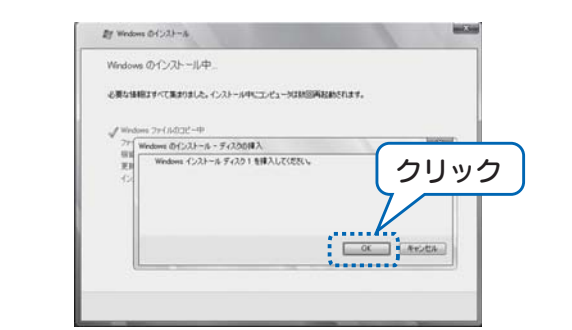 Windows のインストール
Windows のインストール中...
必要な情報はすべて集まりました。インストール中にコンピュータは数回再起動されます。
Windows ファイルのコピー中
Windows のインストール - ディスクの挿入
Windows インストール ディスク 1 を挿入してください。
クリック
OK
キャンセル